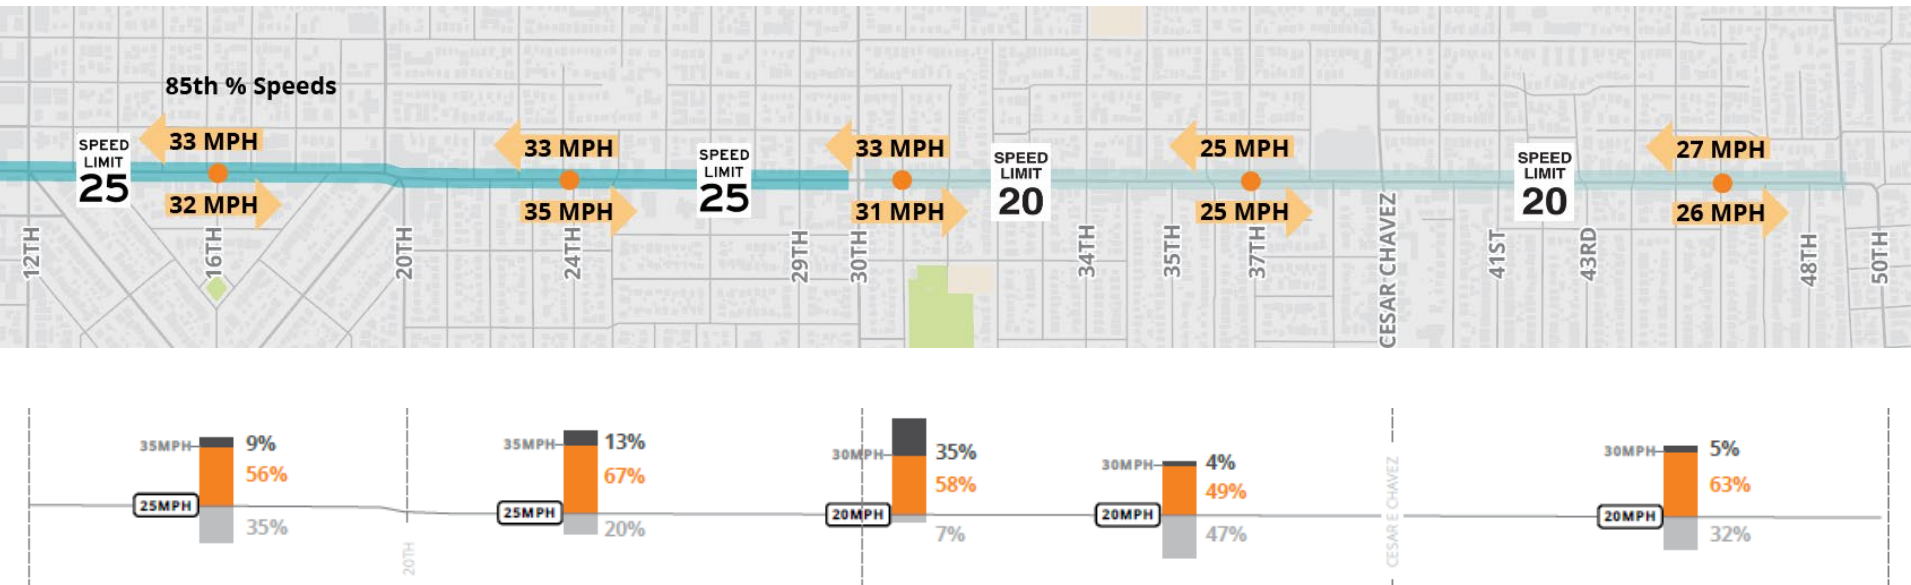 85th % Speeds
SPEED
LIMIT
25
33 MPH
32 MPH
33 MPH
35 MPH
SPEED
LIMIT
25
33 MPH
31 MPH
SPEED
LIMIT
20
25 MPH
25 MPH
SPEED
LIMIT
20
27 MPH
26 MPH
12TH
16TH
20TH
24TH
29TH
30TH
34TH
35TH
37TH
CESAR CHAVEZ
41ST
43RD
48TH
50TH
35MPH
9%
56%
25MPH
35%
20TH
35MPH
13%
67%
25MPH
20%
30MPH
35%
58%
20MPH
7%
30MPH
4%
49%
20MPH
47%
CESAR E CHAVEZ
30MPH
5%
63%
20MPH
32%